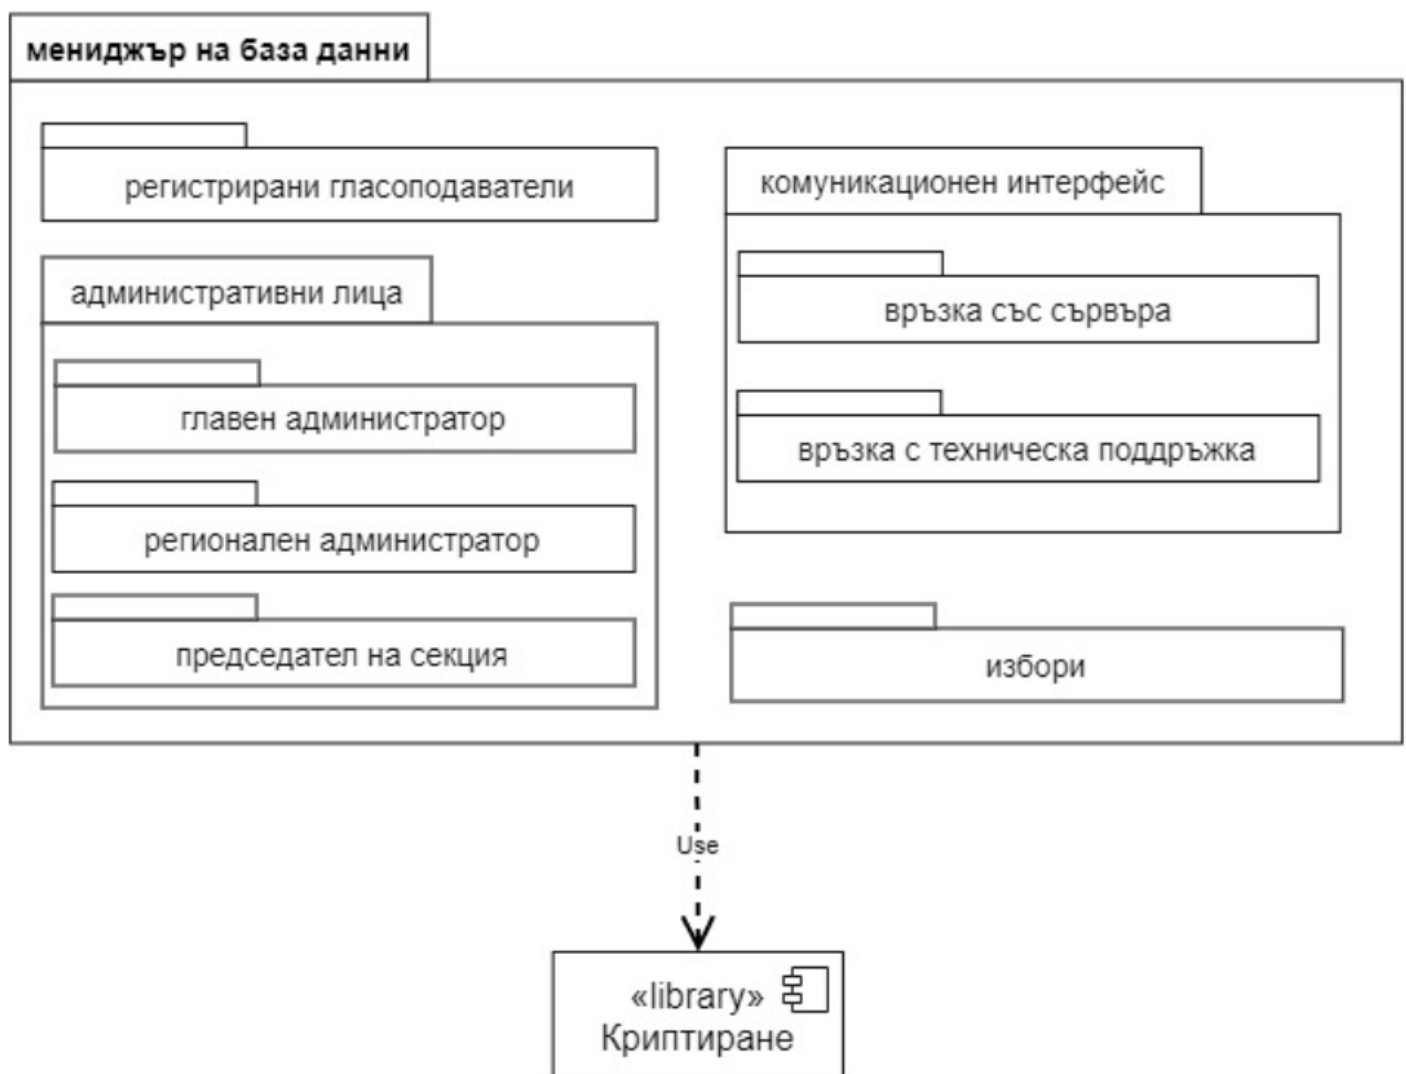 мениджър на база данни
регистрирани гласоподаватели
административни лица
главен администратор
регионален администратор
председател на секция
комуникационен интерфейс
връзка със сървъра
връзка с техническа поддръжка
избори
Use
«library»
Криптиране